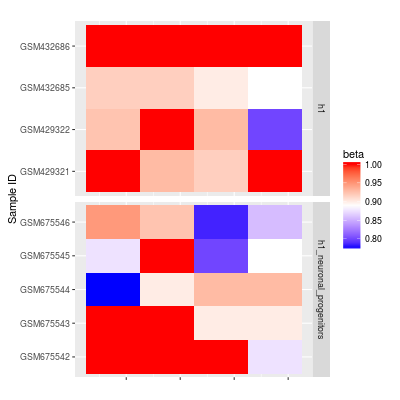 GSM432686
GSM432685
GSM429322
GSM429321
h1
GSM675546
GSM675545
GSM675544
GSM675543
GSM675542
h1_neuronal_progenitors
Sample ID
beta
1.00
0.95
0.90
0.85
0.80